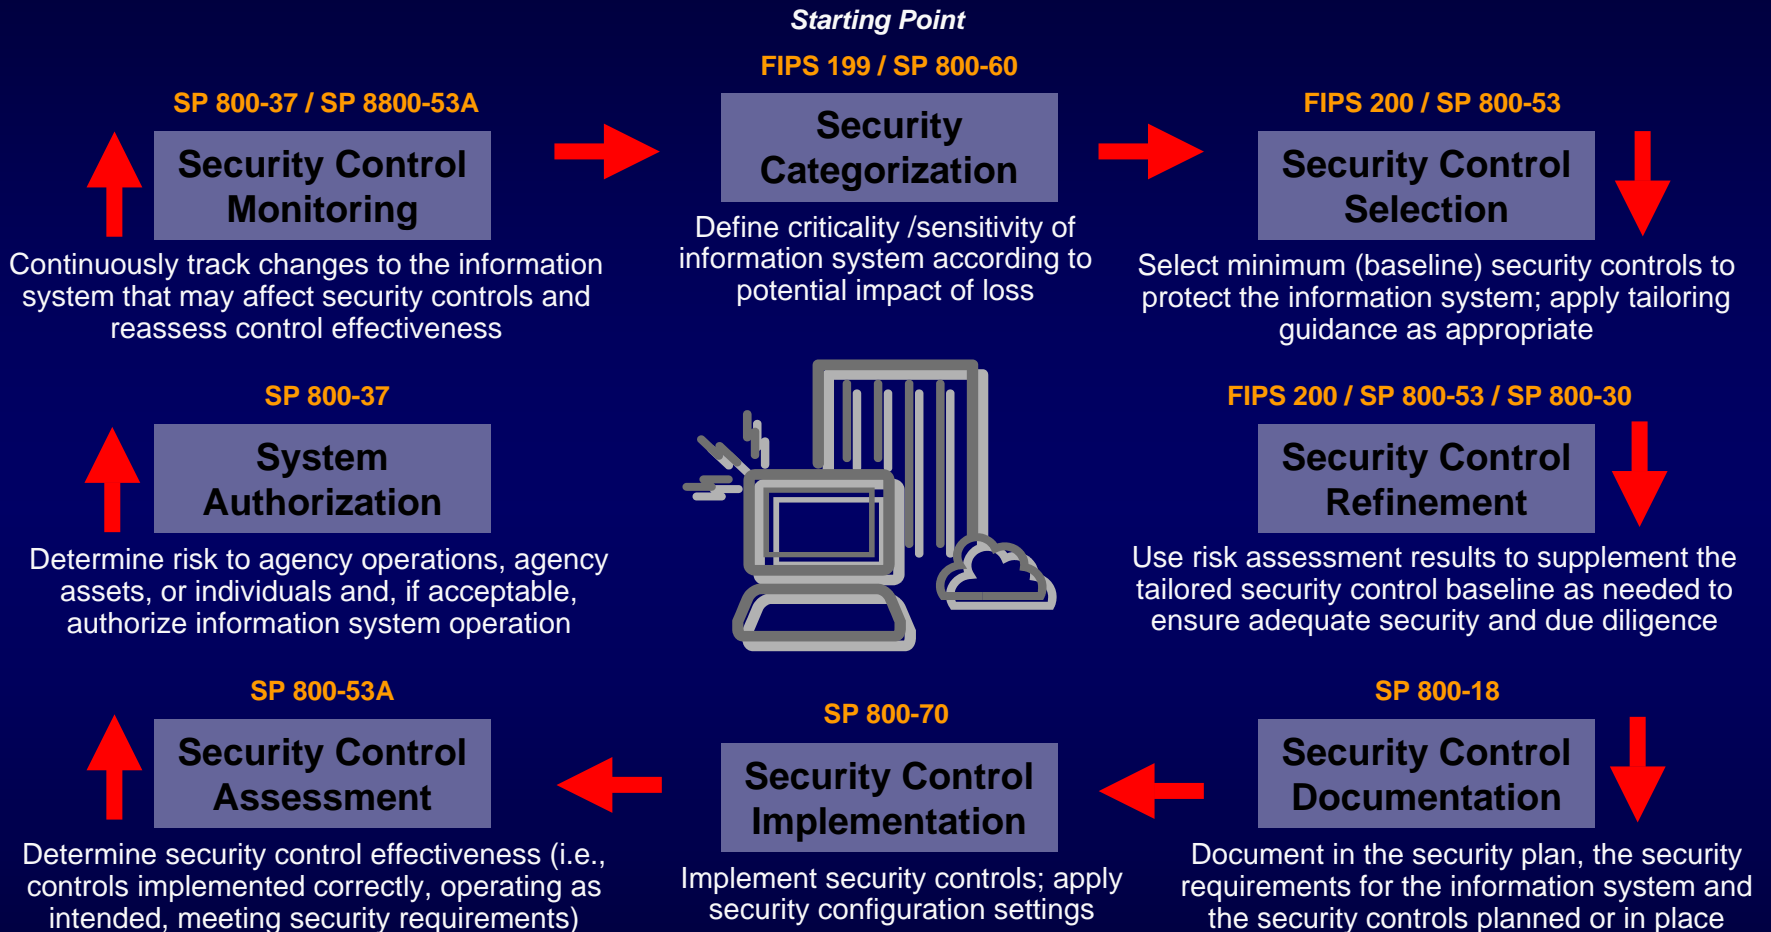 Starting Point
FIPS 199 / SP 800-60
Security
Categorization
Define criticality /sensitivity of
information system according to
potential impact of loss
FIPS 200 / SP 800-53
Security Control
Selection
Select minimum (baseline) security controls to
protect the information system; apply tailoring
guidance as appropriate
FIPS 200 / SP 800-53 / SP 800-30
Security Control
Refinement
Use risk assessment results to supplement the
tailored security control baseline as needed to
ensure adequate security and due diligence
SP 800-18
Security Control
Documentation
Document in the security plan, the security
requirements for the information system and
the security controls planned or in place
SP 800-70
Security Control
Implementation
Implement security controls; apply
security configuration settings
SP 800-53A
Security Control
Assessment
Determine security control effectiveness (i.e.,
controls implemented correctly, operating as
intended, meeting security requirements)
SP 800-37
System
Authorization
Determine risk to agency operations, agency
assets, or individuals and, if acceptable,
authorize information system operation
SP 800-37 / SP 8800-53A
Security Control
Monitoring
Continuously track changes to the information
system that may affect security controls and
reassess control effectiveness